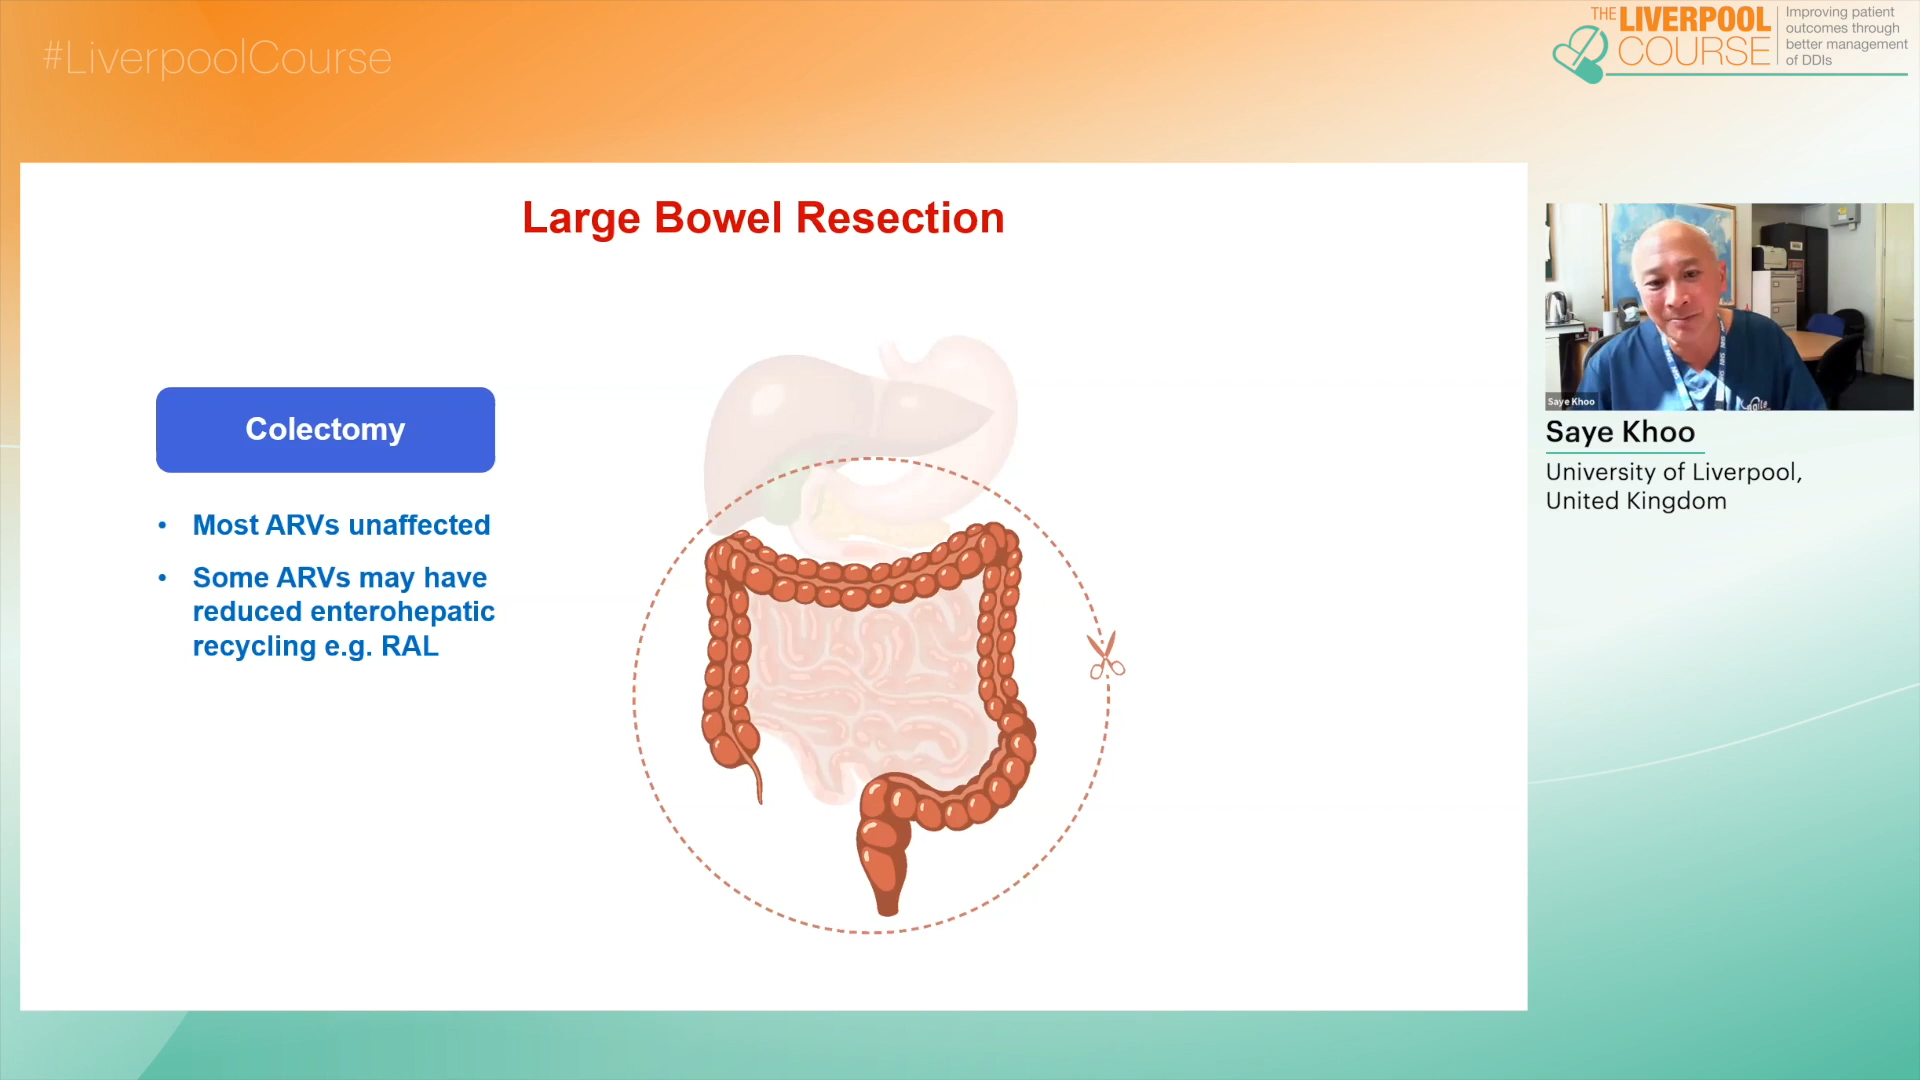 #LiverpoolCourse
THE LIVERPOOL
COURSE
Improving patient
outcomes through
better management
of DDIs
Large Bowel Resection
Colectomy
• Most ARVs unaffected
• Some ARVs may have
reduced enterohepatic
recycling e.g. RAL
Saye Khoo
Saye Khoo
University of Liverpool,
United Kingdom